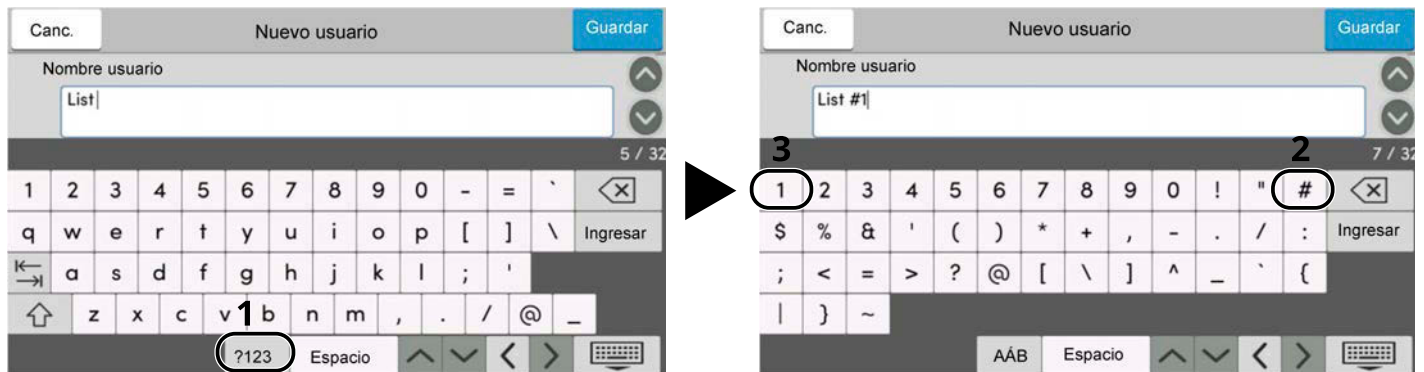 Canc. Nuevo usuario Guardar
Nombre usuario
List
5 / 32
1 2 3 4 5 6 7 8 9 0 - = `
q w e r t y u i o p [ ] \ Ingresar
a s d f g h j k l ; '
1
z x c v b n m , . / @ _
?123 Espacio
Canc. Nuevo usuario Guardar
Nombre usuario
List #1
3 2 7 / 32
1 2 3 4 5 6 7 8 9 0 ! " #
$ % & ' ( ) * + , - . / : Ingresar
; < = > ? @ [ \ ] ^ _ ` {
| } ~
AÁB Espacio